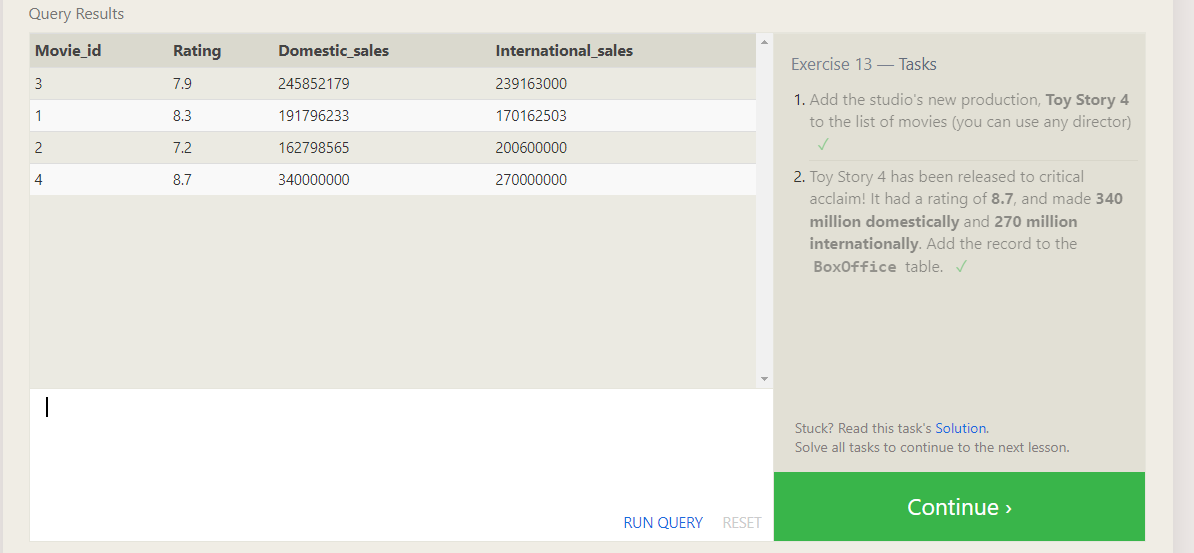 Query Results
Movie_id Rating Domestic_sales International_sales
3 7.9 245852179 239163000
1 8.3 191796233 170162503
2 7.2 162798565 200600000
4 8.7 340000000 270000000
RUN QUERY RESET
Exercise 13 — Tasks
1. Add the studio's new production, Toy Story 4
to the list of movies (you can use any director)
✓
2. Toy Story 4 has been released to critical
acclaim! It had a rating of 8.7, and made 340
million domestically and 270 million
internationally. Add the record to the
BoxOffice table. ✓
Stuck? Read this task's Solution.
Solve all tasks to continue to the next lesson.
Continue ›